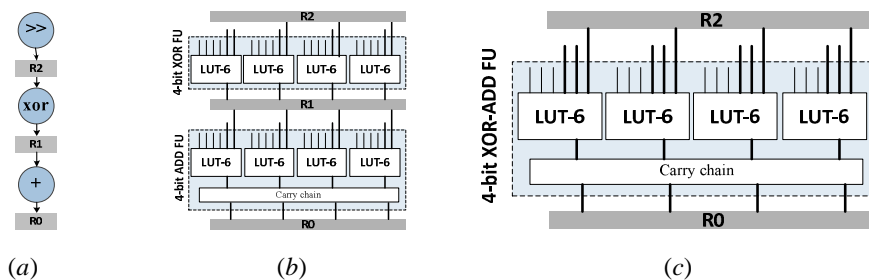 >>
R2
xor
R1
+
R0
(a)
R2
4-bit XOR FU
LUT-6 LUT-6 LUT-6 LUT-6
R1
4-bit ADD FU
LUT-6 LUT-6 LUT-6 LUT-6
Carry chain
R0
(b)
R2
4-bit XOR-ADD FU
LUT-6 LUT-6 LUT-6 LUT-6
Carry chain
R0
(c)